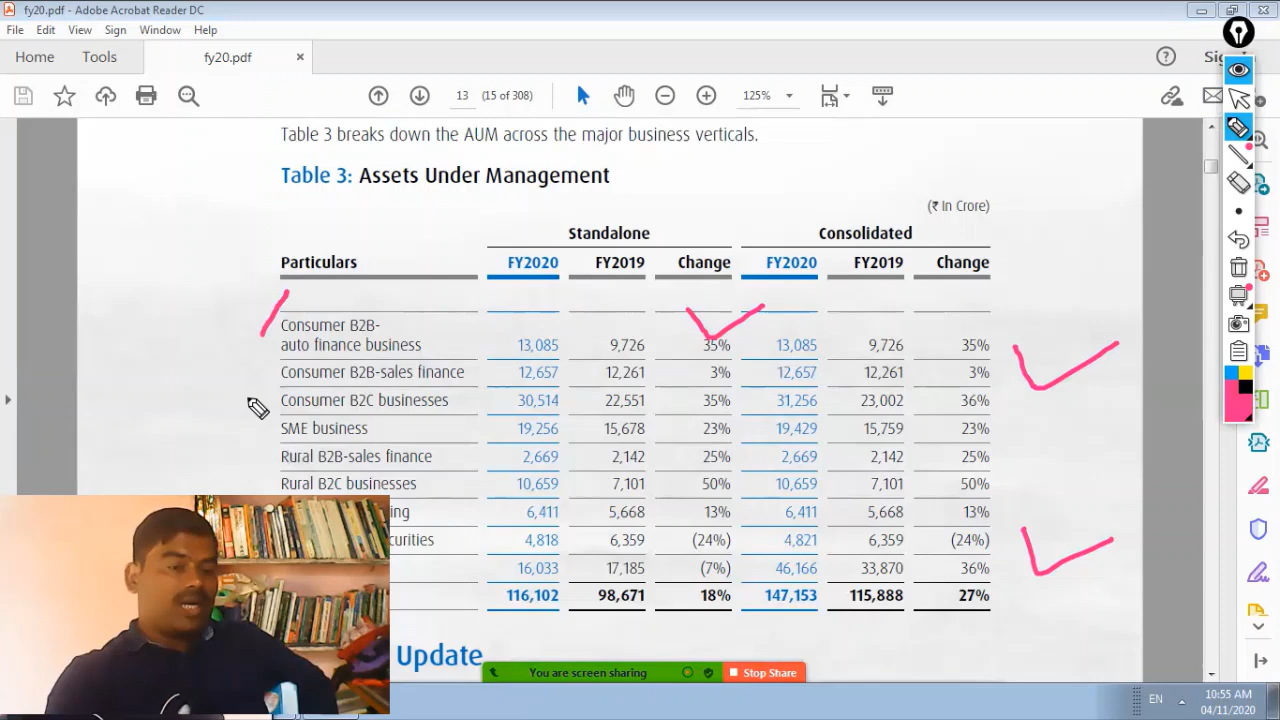 fy20.pdf - Adobe Acrobat Reader DC
File Edit View Sign Window Help
Home Tools fy20.pdf ×
13 (15 of 308) 125%
Table 3 breaks down the AUM across the major business verticals.
Table 3: Assets Under Management
(₹ In Crore)
Standalone Consolidated
Particulars FY2020 FY2019 Change FY2020 FY2019 Change
Consumer B2B-
auto finance business 13,085 9,726 35% 13,085 9,726 35%
Consumer B2B-sales finance 12,657 12,261 3% 12,657 12,261 3%
Consumer B2C businesses 30,514 22,551 35% 31,256 23,002 36%
SME business 19,256 15,678 23% 19,429 15,759 23%
Rural B2B-sales finance 2,669 2,142 25% 2,669 2,142 25%
Rural B2C businesses 10,659 7,101 50% 10,659 7,101 50%
6,411 5,668 13% 6,411 5,668 13%
4,818 6,359 (24%) 4,821 6,359 (24%)
16,033 17,185 (7%) 46,166 33,870 36%
116,102 98,671 18% 147,153 115,888 27%
Update
You are screen sharing Stop Share
EN 10:55 AM
04/11/2020